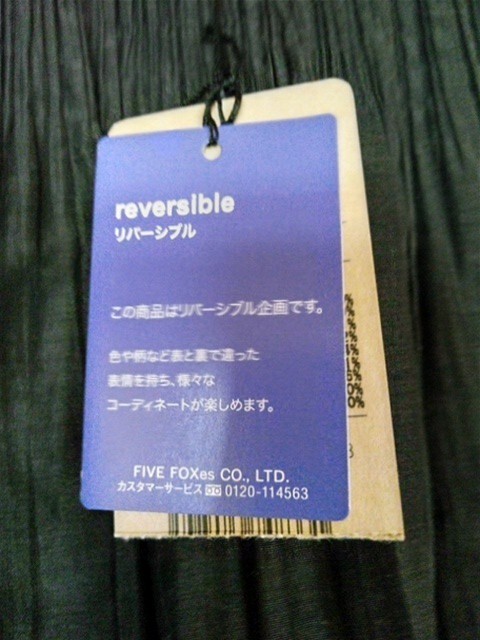 reversible
リバーシブル
この商品はリバーシブル企画です。
色や柄など表と裏で違った
表情を持ち、様々な
コーディネートが楽しめます。
FIVE FOXes CO., LTD.
カスタマーサービス 0120-114563